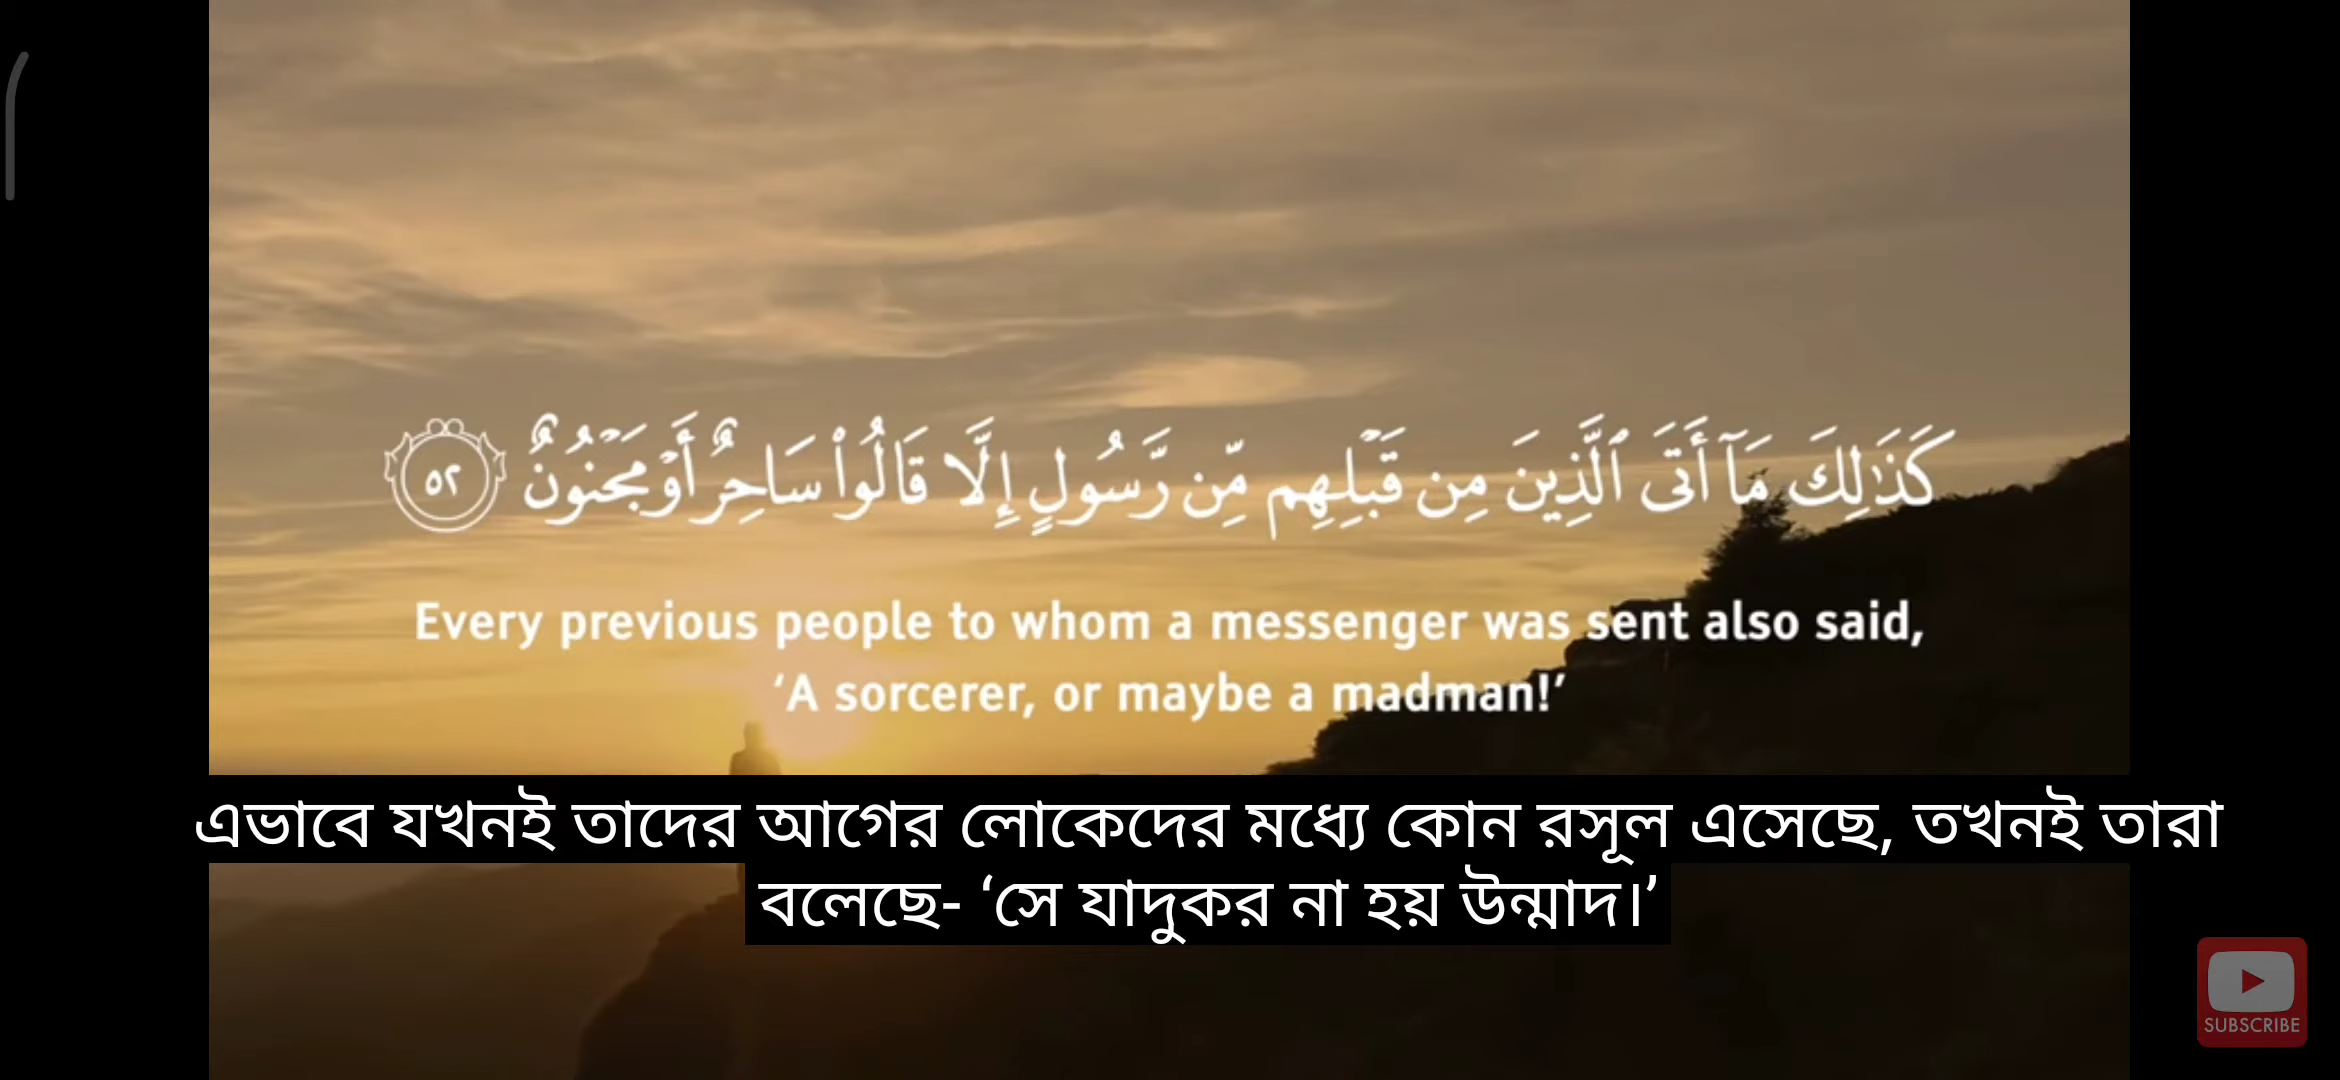 كَذَٰلِكَ مَآ أَتَى ٱلَّذِينَ مِن قَبْلِهِم مِّن رَّسُولٍ إِلَّا قَالُوا۟ سَاحِرٌ أَوْ مَجْنُونٌ ٥٢
Every previous people to whom a messenger was sent also said,
‘A sorcerer, or maybe a madman!’
এভাবে যখনই তাদের আগের লোকেদের মধ্যে কোন রসূল এসেছে, তখনই তারা
বলেছে- ‘সে যাদুকর না হয় উন্মাদ।’
SUBSCRIBE